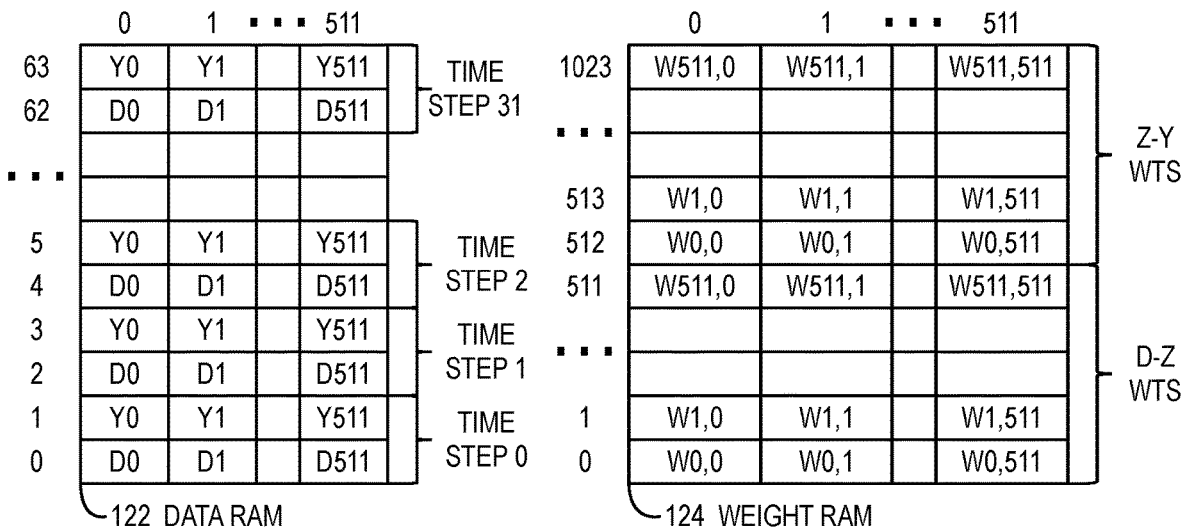 0 1 ▪ ▪ ▪ 511
63 Y0 Y1 Y511
62 D0 D1 D511
TIME
STEP 31
▪ ▪ ▪
5 Y0 Y1 Y511
4 D0 D1 D511
TIME
STEP 2
3 Y0 Y1 Y511
2 D0 D1 D511
TIME
STEP 1
1 Y0 Y1 Y511
0 D0 D1 D511
TIME
STEP 0
122 DATA RAM
0 1 ▪ ▪ ▪ 511
1023 W511,0 W511,1 W511,511
▪ ▪ ▪
513 W1,0 W1,1 W1,511
512 W0,0 W0,1 W0,511
Z-Y
WTS
511 W511,0 W511,1 W511,511
▪ ▪ ▪
1 W1,0 W1,1 W1,511
0 W0,0 W0,1 W0,511
D-Z
WTS
124 WEIGHT RAM